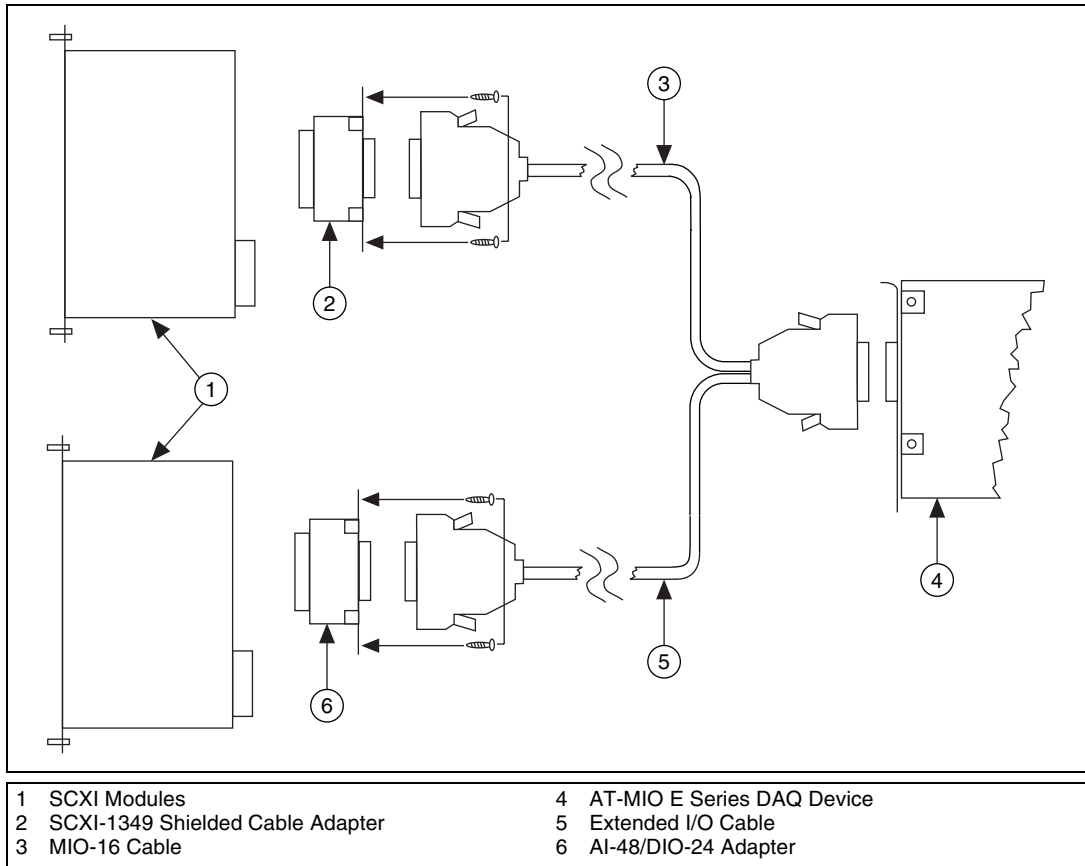 3
2
1
4
5
6
1 SCXI Modules
2 SCXI-1349 Shielded Cable Adapter
3 MIO-16 Cable
4 AT-MIO E Series DAQ Device
5 Extended I/O Cable
6 AI-48/DIO-24 Adapter